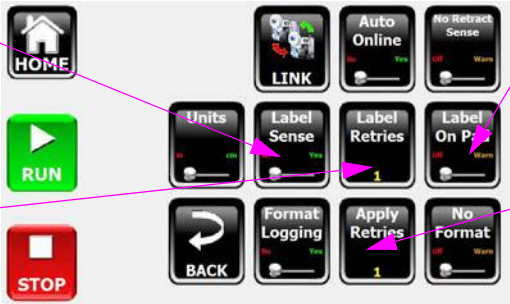 HOME
LINK
Auto
Online
No Yes
No Retract
Sense
Off Warn
RUN
Units
in cm
Label
Sense
Yes
Label
Retries
1
Label
On Pad
Off Warn
STOP
BACK
Format
Logging
No Yes
Apply
Retries
1
No
Format
Off Warn